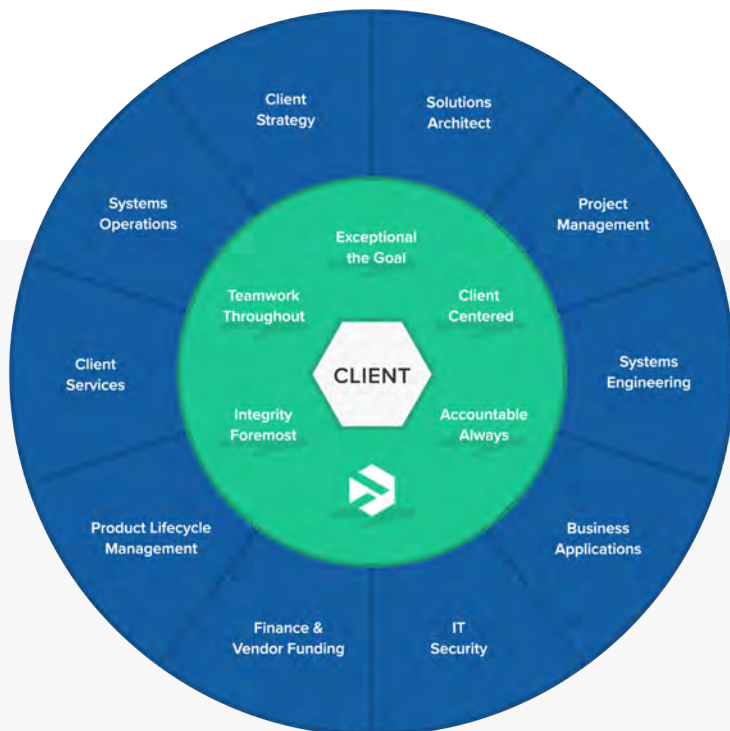 Client
Strategy
Solutions
Architect
Systems
Operations
Project
Management
Exceptional
the Goal
Teamwork
Throughout
Client
Centered
Client
Services
CLIENT
Systems
Engineering
Integrity
Foremost
Accountable
Always
Product Lifecycle
Management
Business
Applications
Finance &
Vendor Funding
IT
Security